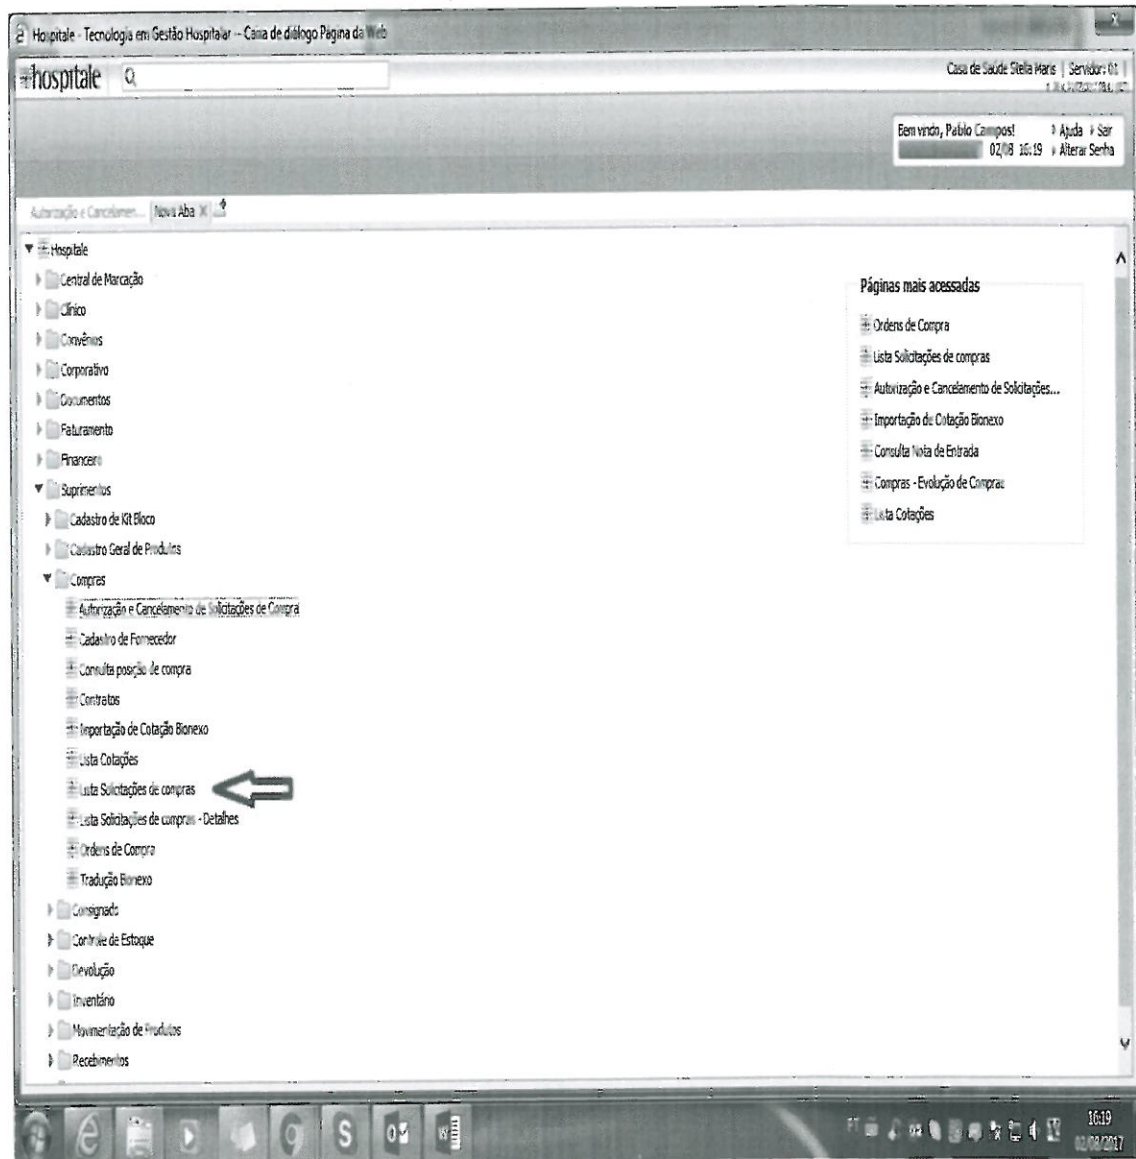 Hospitale - Tecnologia em Gestão Hospitalar -- Caixa de diálogo Página da Web
hospitale
Casa de Saúde Stella Maris | Servidor: 01 |
Bem vindo, Pablo Campos! Ajuda Sair
02/08 16:19 Alterar Senha
Autorização e Cancelamen... Nova Aba X
Hospitale
Central de Marcação
Clínico
Convênios
Corporativo
Documentos
Faturamento
Financeiro
Suprimentos
Cadastro de Kit Bloco
Cadastro Geral de Produtos
Compras
Autorização e Cancelamento de Solicitações de Compra
Cadastro de Fornecedor
Consulta posição de compra
Contratos
Importação de Cotação Bionexo
Lista Cotações
Lista Solicitações de compras
Lista Solicitações de compras - Detalhes
Ordens de Compra
Tradução Bionexo
Consignado
Controle de Estoque
Devolução
Inventário
Movimentação de Produtos
Recebimentos
Páginas mais acessadas
Ordens de Compra
Lista Solicitações de compras
Autorização e Cancelamento de Solicitações...
Importação de Cotação Bionexo
Consulta Nota de Entrada
Compras - Evolução de Compras
Lista Cotações
PT
16:19
02/08/2017